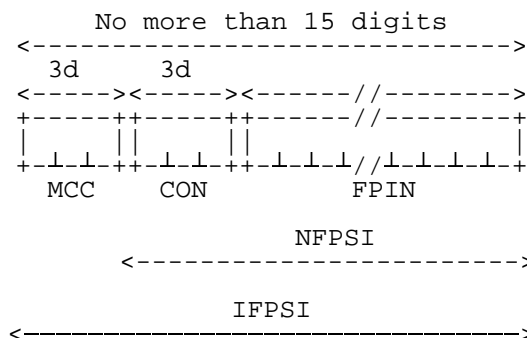 No more than 15 digits
3d 3d
MCC CON FPIN
NFPSI
IFPSI